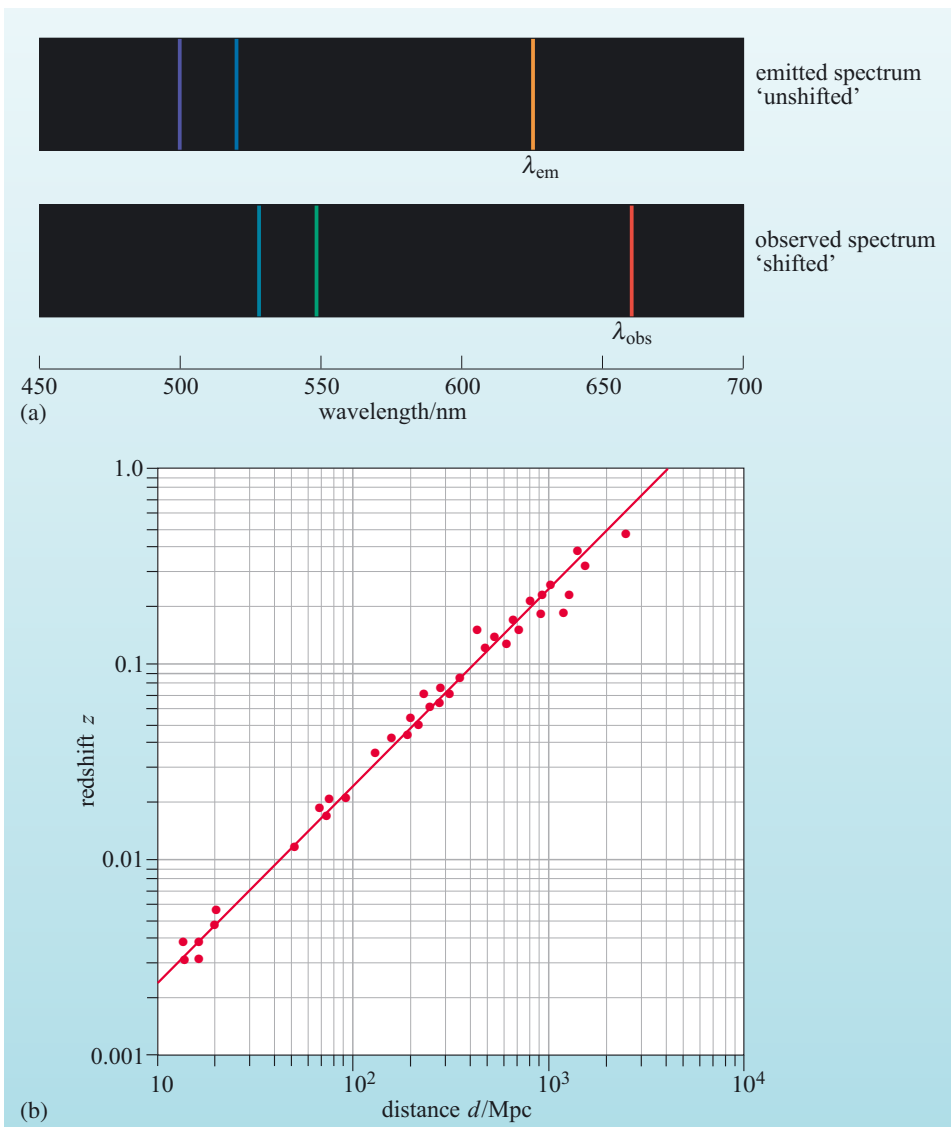 emitted spectrum
‘unshifted’
λem
observed spectrum
‘shifted’
λobs
450 500 550 600 650 700
(a) wavelength/nm
1.0
0.1
redshift z
0.01
0.001
10 10² 10³ 10⁴
(b) distance d/Mpc